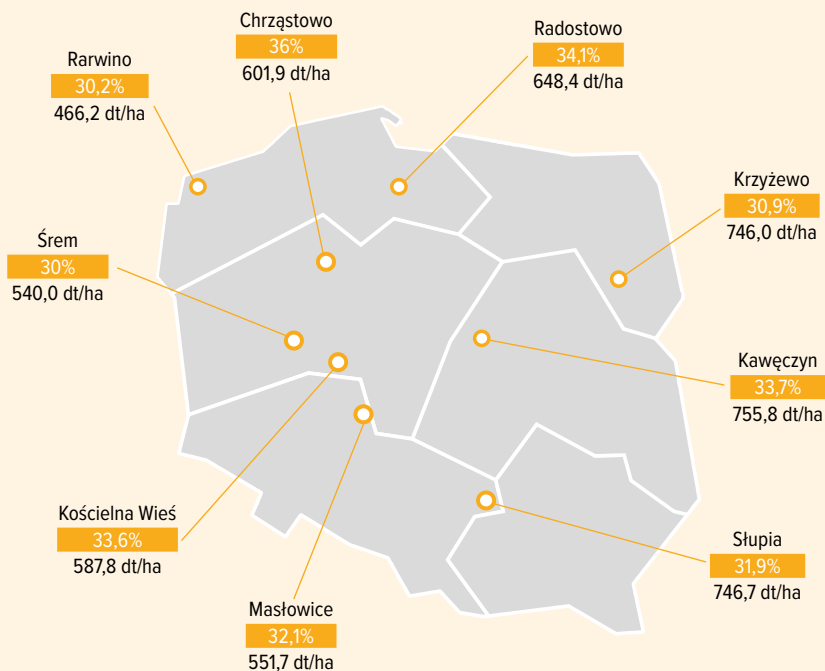 Chrząstowo
36%
601,9 dt/ha
Radostowo
34,1%
648,4 dt/ha
Rarwino
30,2%
466,2 dt/ha
Krzyżewo
30,9%
746,0 dt/ha
Śrem
30%
540,0 dt/ha
Kawęczyn
33,7%
755,8 dt/ha
Kościelna Wieś
33,6%
587,8 dt/ha
Słupia
31,9%
746,7 dt/ha
Masłowice
32,1%
551,7 dt/ha